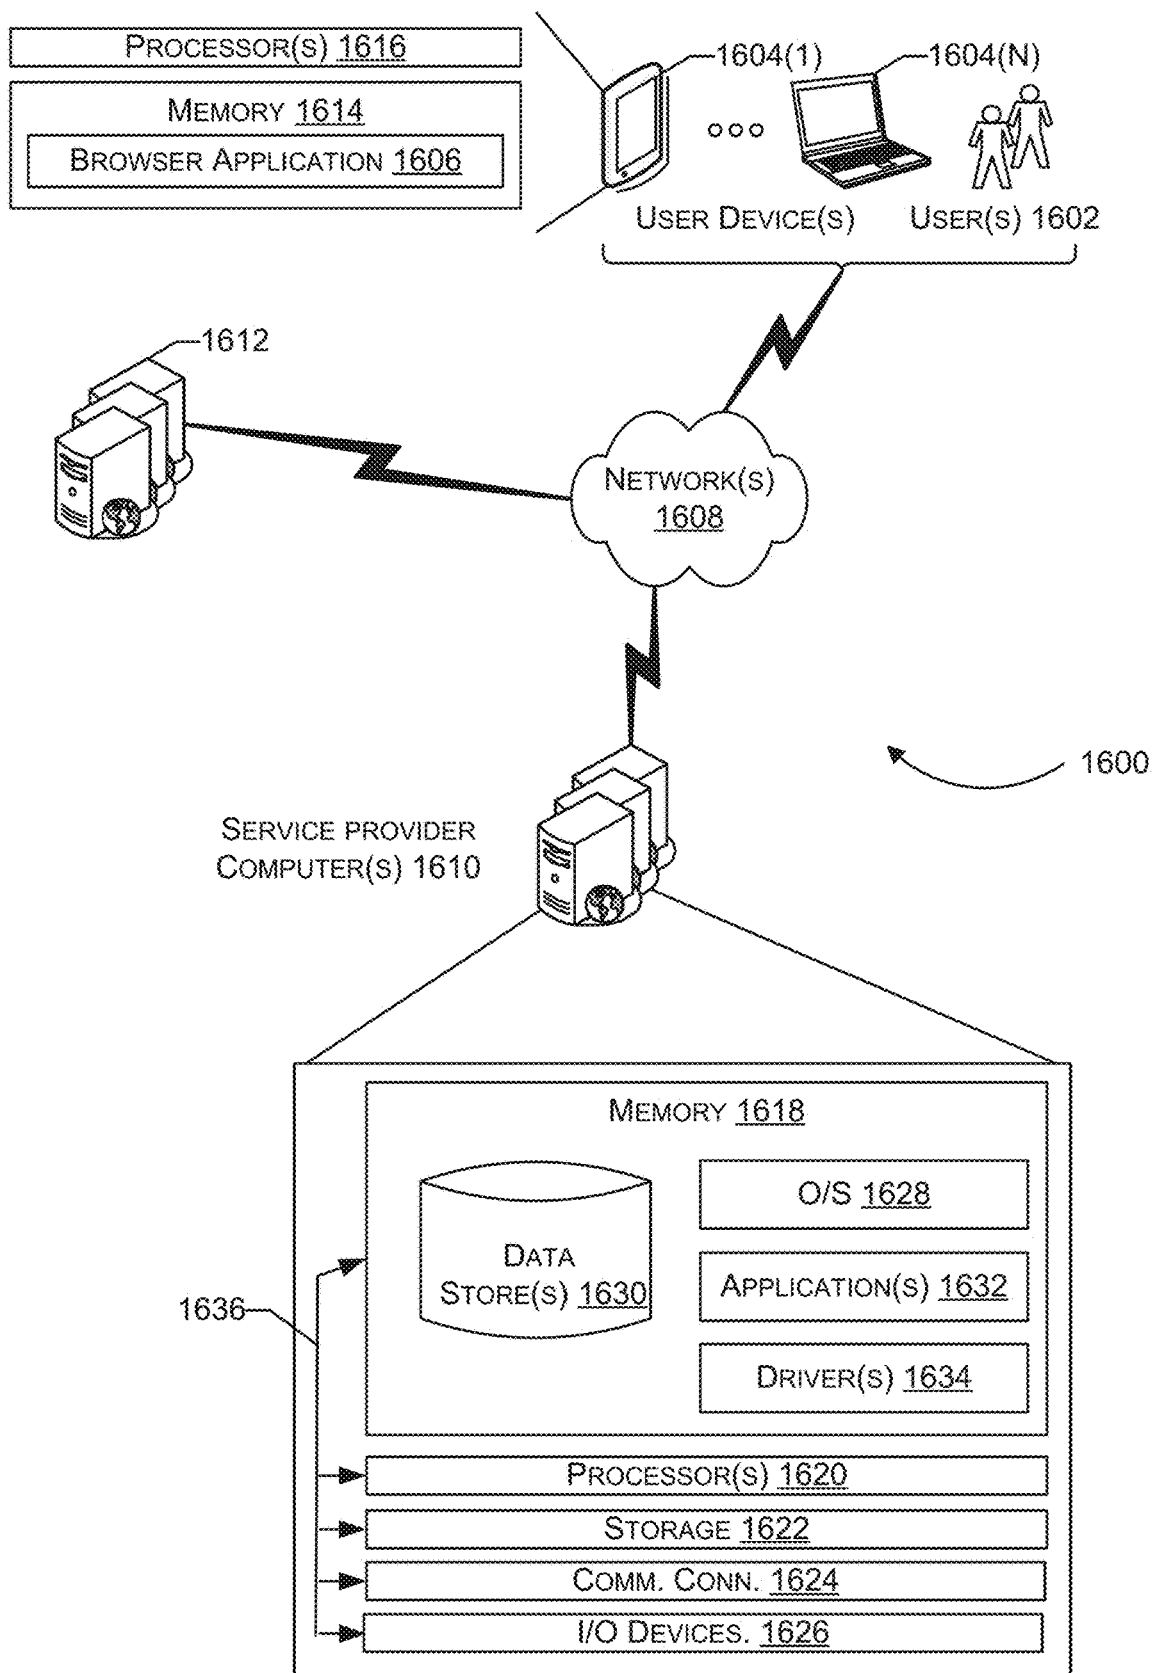 PROCESSOR(S) 1616
MEMORY 1614
BROWSER APPLICATION 1606
1604(1)
1604(N)
USER DEVICE(S)
USER(S) 1602
1612
NETWORK(S)
1608
1600
SERVICE PROVIDER
COMPUTER(S) 1610
MEMORY 1618
DATA
STORE(S) 1630
O/S 1628
APPLICATION(S) 1632
DRIVER(S) 1634
1636
PROCESSOR(S) 1620
STORAGE 1622
COMM. CONN. 1624
I/O DEVICES. 1626